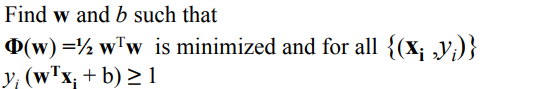 Find w and b such that
Φ(w) =½ wᵀw is minimized and for all {(xᵢ ,yᵢ)}
yᵢ (wᵀxᵢ + b) ≥ 1